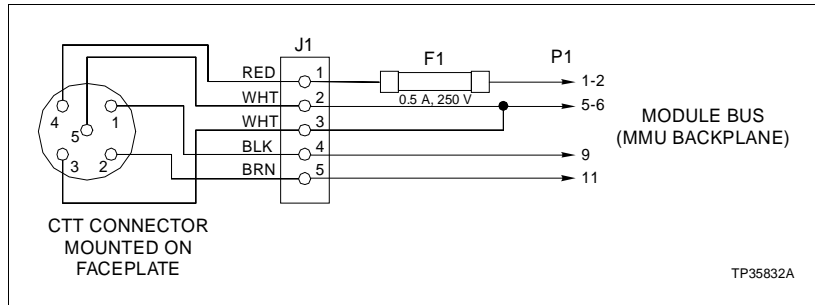 J1
F1
P1
RED
1
1-2
WHT
2
0.5 A, 250 V
5-6
WHT
3
BLK
4
9
BRN
5
11
4
1
5
3
2
MODULE BUS
(MMU BACKPLANE)
CTT CONNECTOR
MOUNTED ON
FACEPLATE
TP35832A